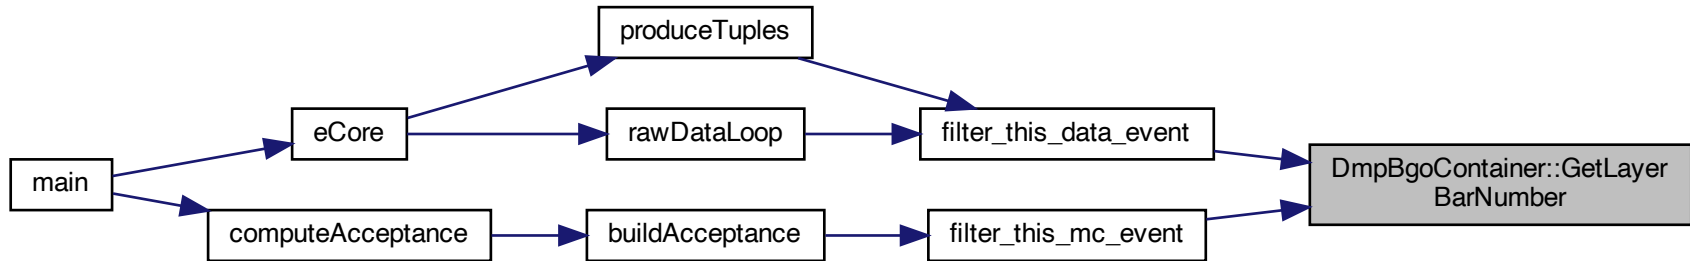 produceTuples
eCore
rawDataLoop
filter_this_data_event
main
DmpBgoContainer::GetLayer
BarNumber
computeAcceptance
buildAcceptance
filter_this_mc_event